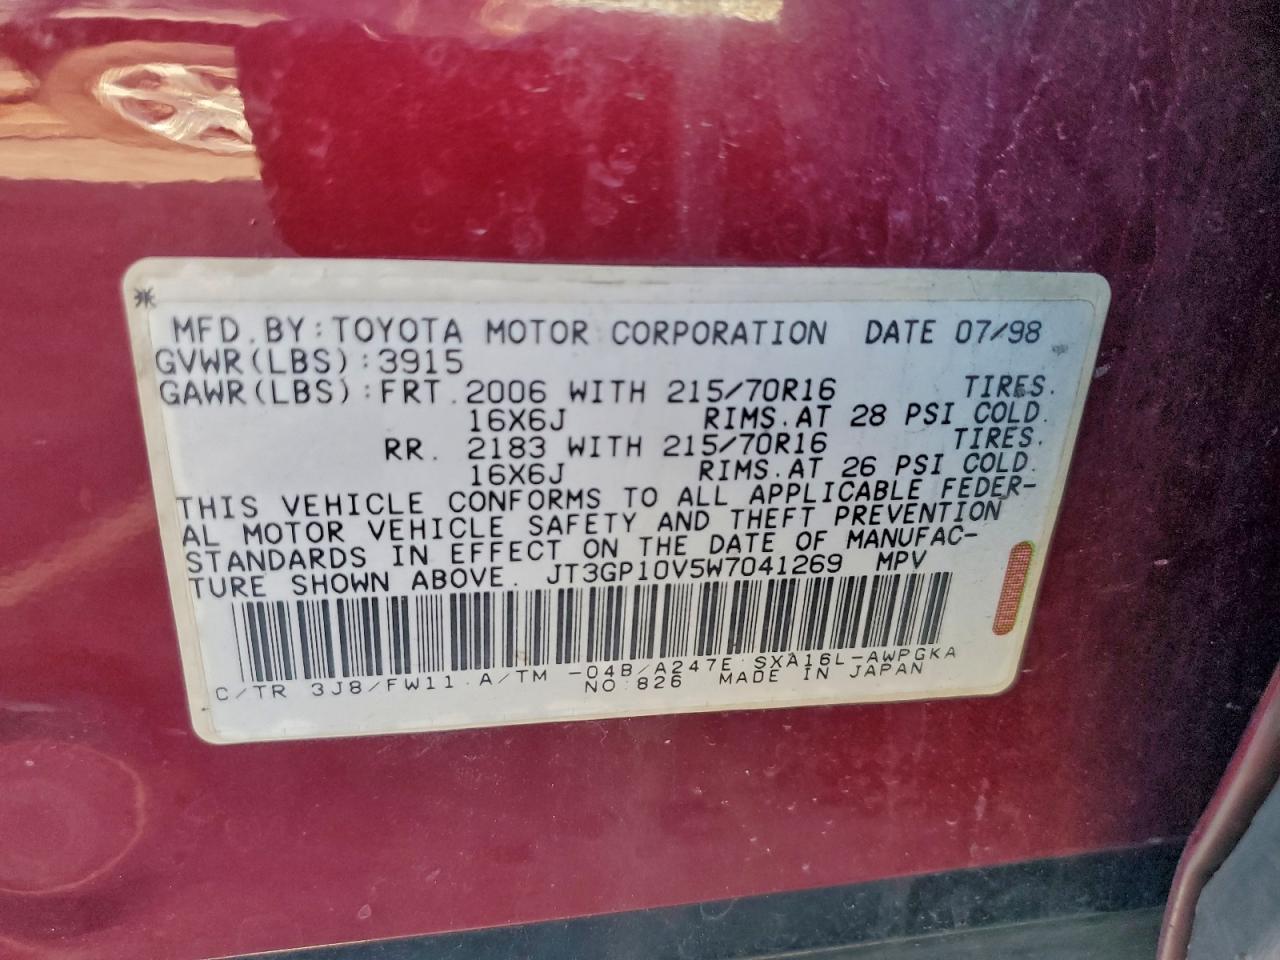 MFD. BY: TOYOTA MOTOR CORPORATION DATE 07/98
GVWR(LBS): 3915
GAWR(LBS): FRT. 2006 WITH 215/70R16 TIRES.
16X6J RIMS. AT 28 PSI COLD.
RR. 2183 WITH 215/70R16 TIRES.
16X6J RIMS. AT 26 PSI COLD.
THIS VEHICLE CONFORMS TO ALL APPLICABLE FEDER-
AL MOTOR VEHICLE SAFETY AND THEFT PREVENTION
STANDARDS IN EFFECT ON THE DATE OF MANUFAC-
TURE SHOWN ABOVE. JT3GP10V5W7041269 MPV
C/TR 3J8/FW11 A/TM -04B/A247E SXA16L-AWPGKA
NO.826 MADE IN JAPAN